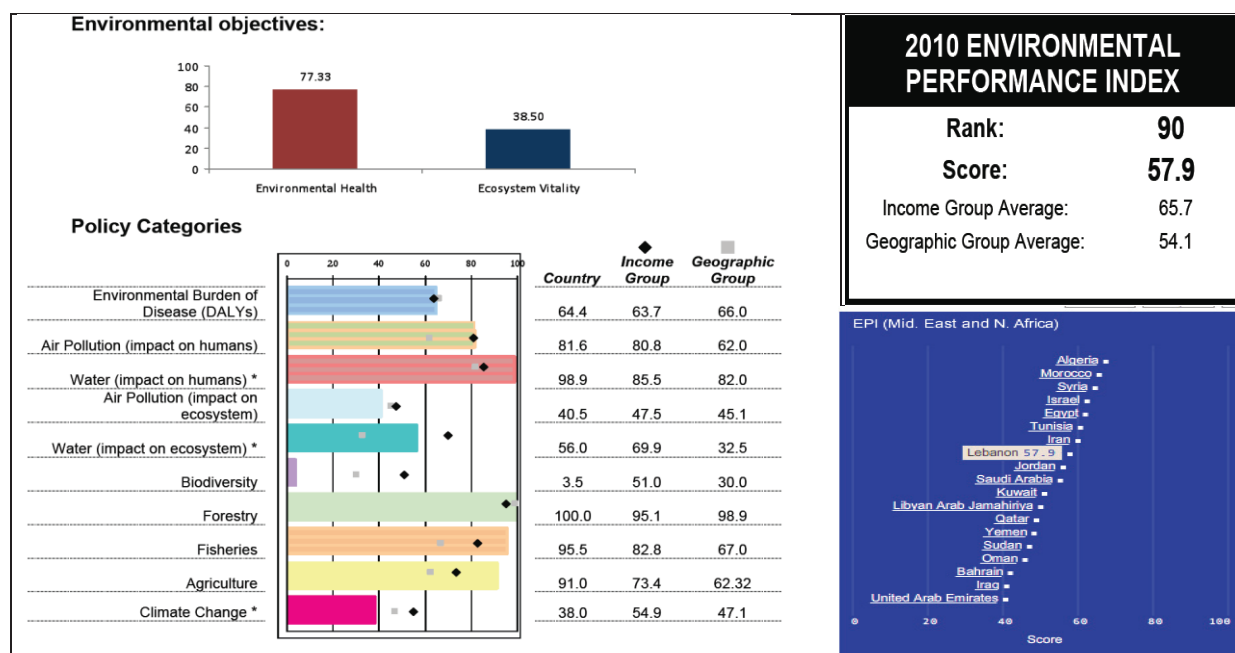 Environmental objectives:
100
80
60
40
20
0
77.33
38.50
Environmental Health
Ecosystem Vitality
Policy Categories
0 20 40 60 80 100
Country
Income Group
Geographic Group
Environmental Burden of
Disease (DALYs) 64.4 63.7 66.0
Air Pollution (impact on humans) 81.6 80.8 62.0
Water (impact on humans) * 98.9 85.5 82.0
Air Pollution (impact on
ecosystem) 40.5 47.5 45.1
Water (impact on ecosystem) * 56.0 69.9 32.5
Biodiversity 3.5 51.0 30.0
Forestry 100.0 95.1 98.9
Fisheries 95.5 82.8 67.0
Agriculture 91.0 73.4 62.32
Climate Change * 38.0 54.9 47.1
2010 ENVIRONMENTAL
PERFORMANCE INDEX
Rank: 90
Score: 57.9
Income Group Average: 65.7
Geographic Group Average: 54.1
EPI (Mid. East and N. Africa)
Algeria
Morocco
Syria
Israel
Egypt
Tunisia
Iran
Lebanon 57.9
Jordan
Saudi Arabia
Kuwait
Libyan Arab Jamahiriya
Qatar
Yemen
Sudan
Oman
Bahrain
Iraq
United Arab Emirates
0 20 40 60 80 100
Score